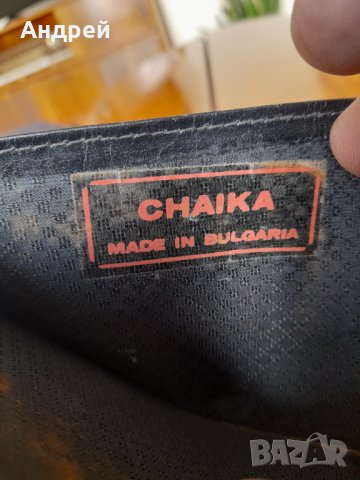 Андрей
CHAIKA
MADE IN BULGARIA
BAZAR